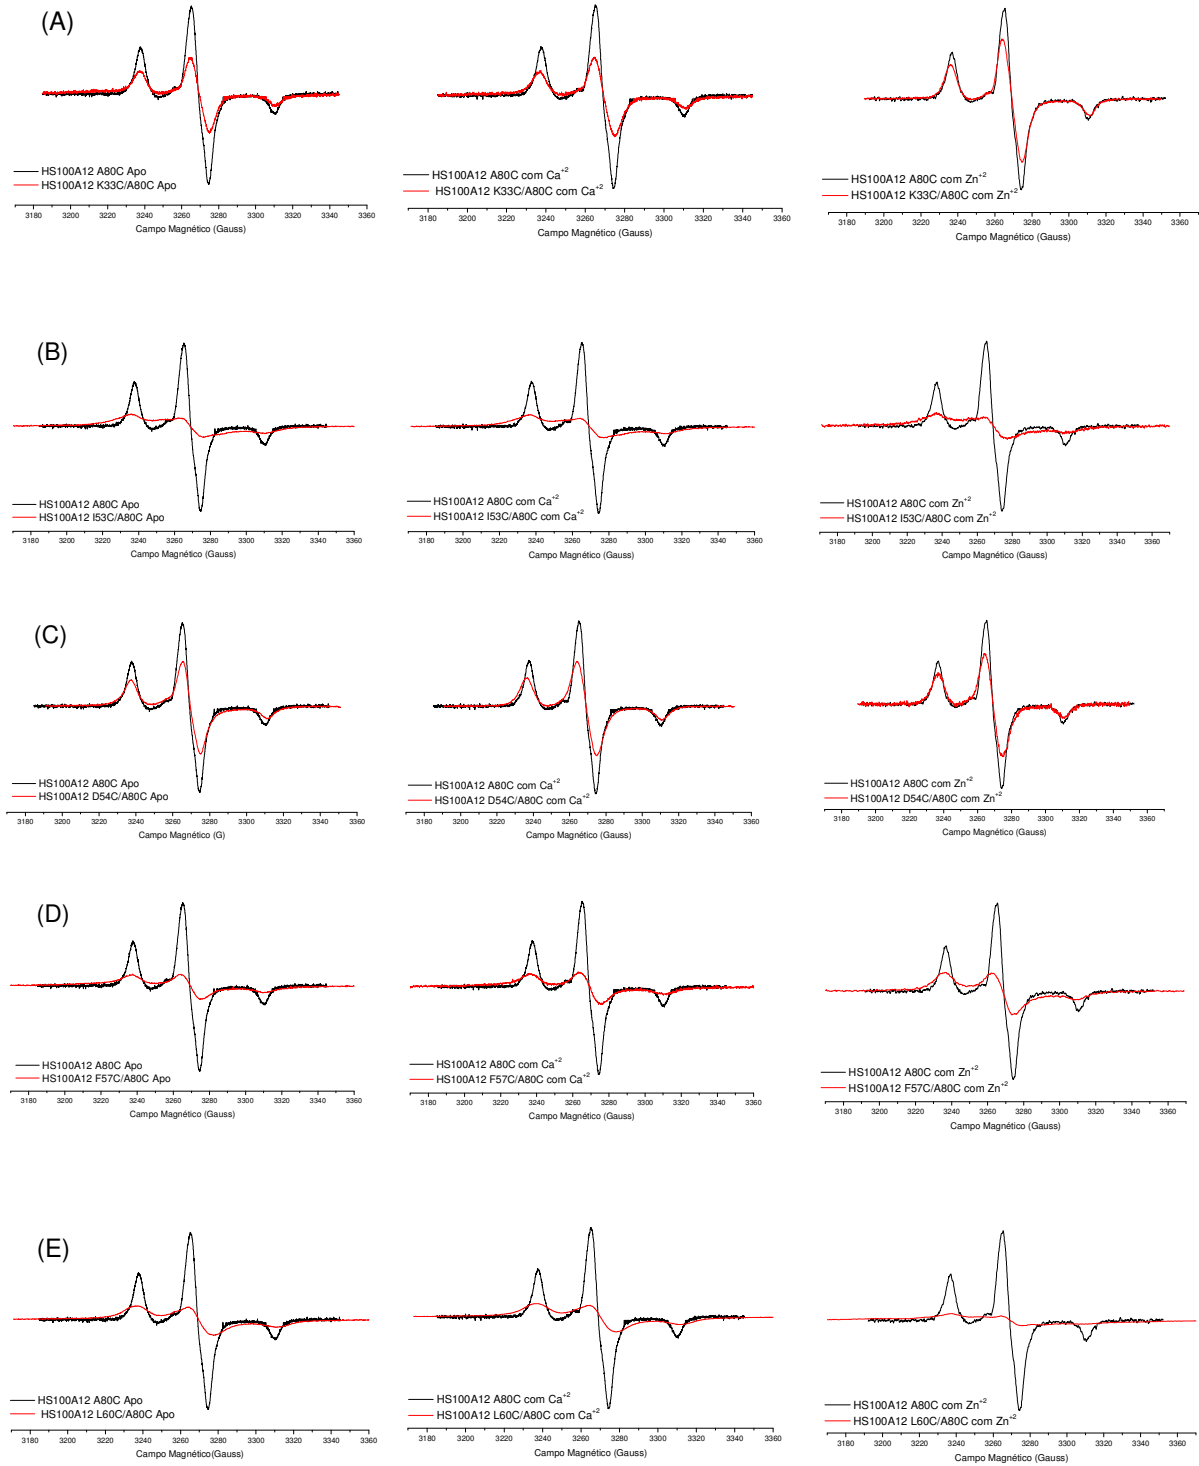 (A)
HS100A12 A80C Apo
HS100A12 K33C/A80C Apo
3180 3200 3220 3240 3260 3280 3300 3320 3340 3360
Campo Magnético (Gauss)
HS100A12 A80C com Ca+2
HS100A12 K33C/A80C com Ca+2
3180 3200 3220 3240 3260 3280 3300 3320 3340 3360
Campo Magnético (Gauss)
HS100A12 A80C com Zn+2
HS100A12 K33C/A80C com Zn+2
3180 3200 3220 3240 3260 3280 3300 3320 3340 3360
Campo Magnético (Gauss)
(B)
HS100A12 A80C Apo
HS100A12 I53C/A80C Apo
3180 3200 3220 3240 3260 3280 3300 3320 3340 3360
Campo Magnético (Gauss)
HS100A12 A80C com Ca+2
HS100A12 I53C/A80C com Ca+2
3180 3200 3220 3240 3260 3280 3300 3320 3340 3360
Campo Magnético (Gauss)
HS100A12 A80C com Zn+2
HS100A12 I53C/A80C com Zn+2
3180 3200 3220 3240 3260 3280 3300 3320 3340 3360
Campo Magnético (Gauss)
(C)
HS100A12 A80C Apo
HS100A12 D54C/A80C Apo
3180 3200 3220 3240 3260 3280 3300 3320 3340 3360
Campo Magnético (G)
HS100A12 A80C com Ca+2
HS100A12 D54C/A80C com Ca+2
3180 3200 3220 3240 3260 3280 3300 3320 3340 3360
Campo Magnético (Gauss)
HS100A12 A80C com Zn+2
HS100A12 D54C/A80C com Zn+2
3180 3200 3220 3240 3260 3280 3300 3320 3340 3360
Campo Magnético (Gauss)
(D)
HS100A12 A80C Apo
HS100A12 F57C/A80C Apo
3180 3200 3220 3240 3260 3280 3300 3320 3340 3360
Campo Magnético (Gauss)
HS100A12 A80C com Ca+2
HS100A12 F57C/A80C com Ca+2
3180 3200 3220 3240 3260 3280 3300 3320 3340 3360
Campo Magnético (Gauss)
HS100A12 A80C com Zn+2
HS100A12 F57C/A80C com Zn+2
3180 3200 3220 3240 3260 3280 3300 3320 3340 3360
Campo Magnético (Gauss)
(E)
HS100A12 A80C Apo
HS100A12 L60C/A80C Apo
3180 3200 3220 3240 3260 3280 3300 3320 3340 3360
Campo Magnético(Gauss)
HS100A12 A80C com Ca+2
HS100A12 L60C/A80C com Ca+2
3180 3200 3220 3240 3260 3280 3300 3320 3340 3360
Campo Magnético (Gauss)
HS100A12 A80C com Zn+2
HS100A12 L60C/A80C com Zn+2
3200 3220 3240 3260 3280 3300 3320 3340 3360
Campo Magnético (Gauss)